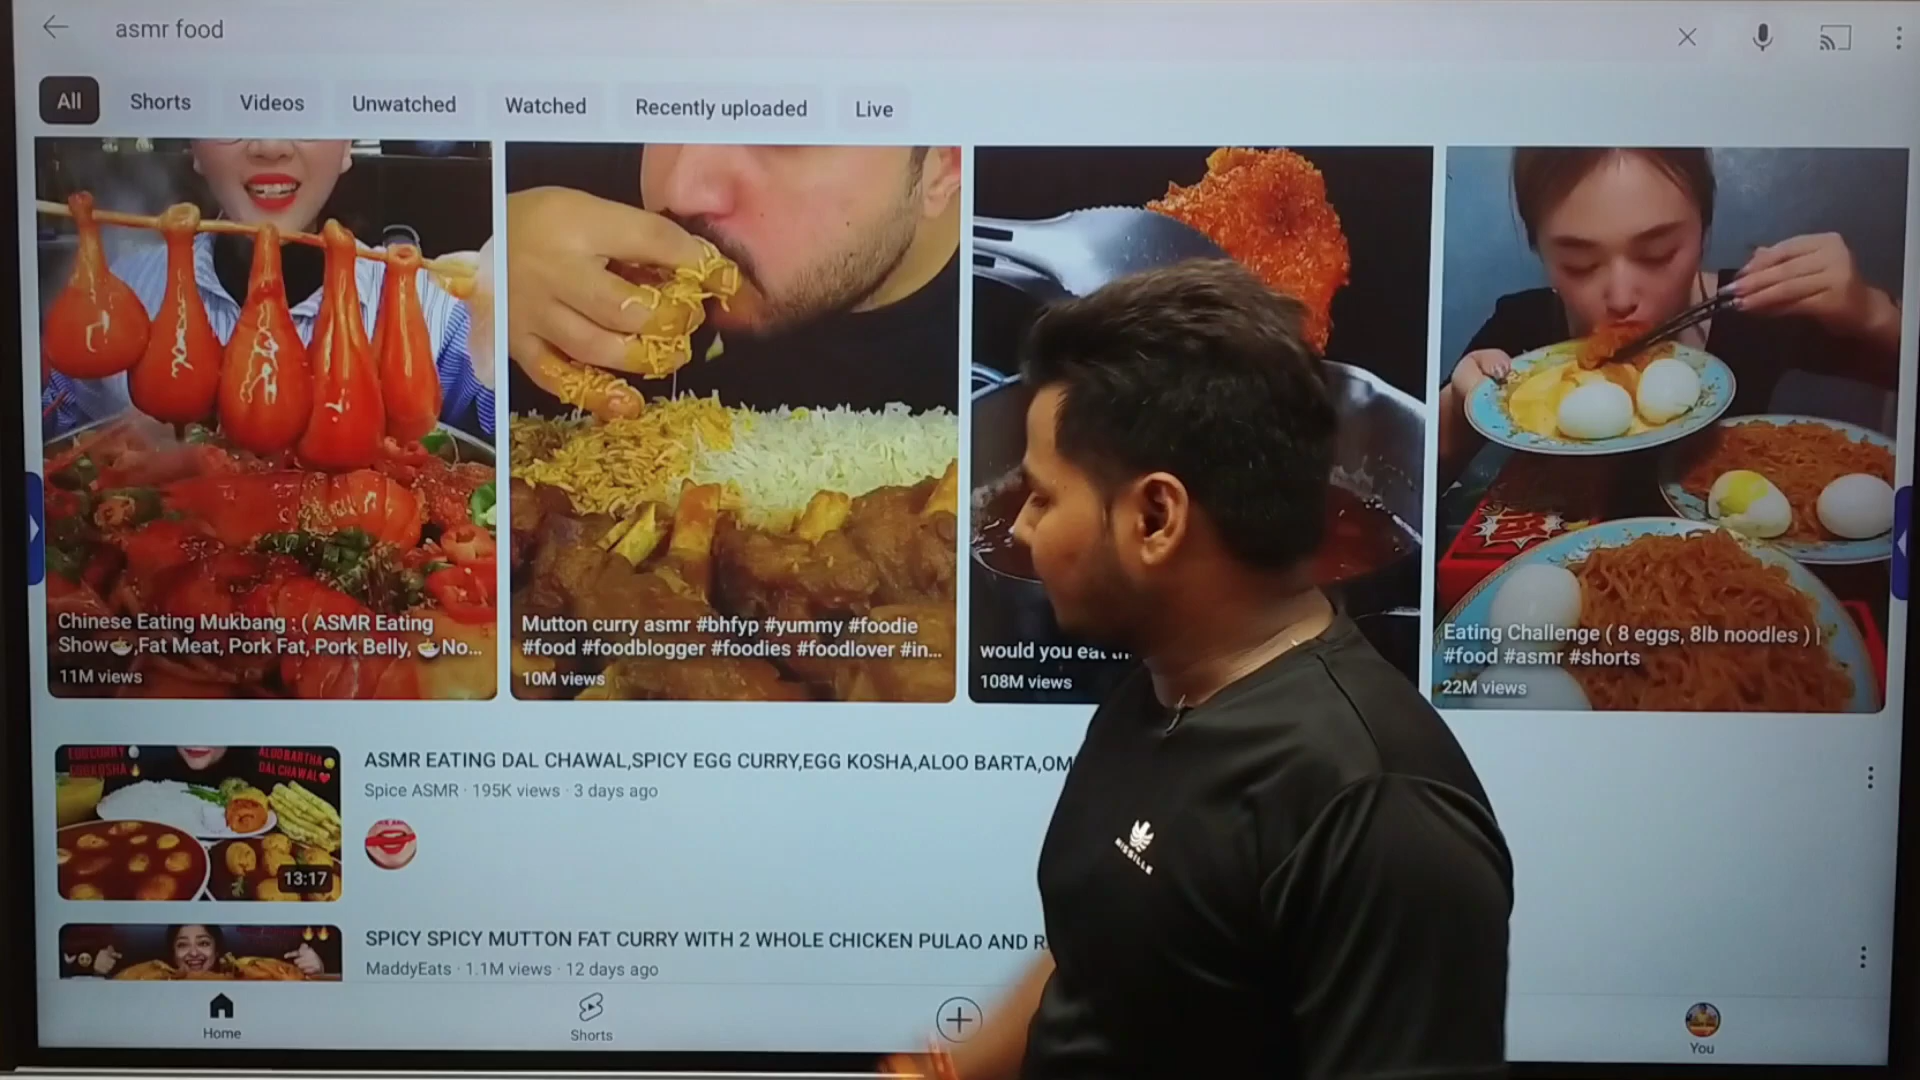 asmr food
All Shorts Videos Unwatched Watched Recently uploaded Live
Chinese Eating Mukbang : ( ASMR Eating
Show🍲,Fat Meat, Pork Fat, Pork Belly, 🍲No...
11M views
Mutton curry asmr #bhfyp #yummy #foodie
#food #foodblogger #foodies #foodlover #in...
10M views
would you eat
108M views
Eating Challenge ( 8 eggs, 8lb noodles ) |
#food #asmr #shorts
22M views
ALOO BARTHA
DAL CHAWAL
13:17
ASMR EATING DAL CHAWAL,SPICY EGG CURRY,EGG KOSHA,ALOO BARTA,OM
Spice ASMR · 195K views · 3 days ago
SPICY SPICY MUTTON FAT CURRY WITH 2 WHOLE CHICKEN PULAO AND R
MaddyEats · 1.1M views · 12 days ago
Home
Shorts
You
MISSILLE